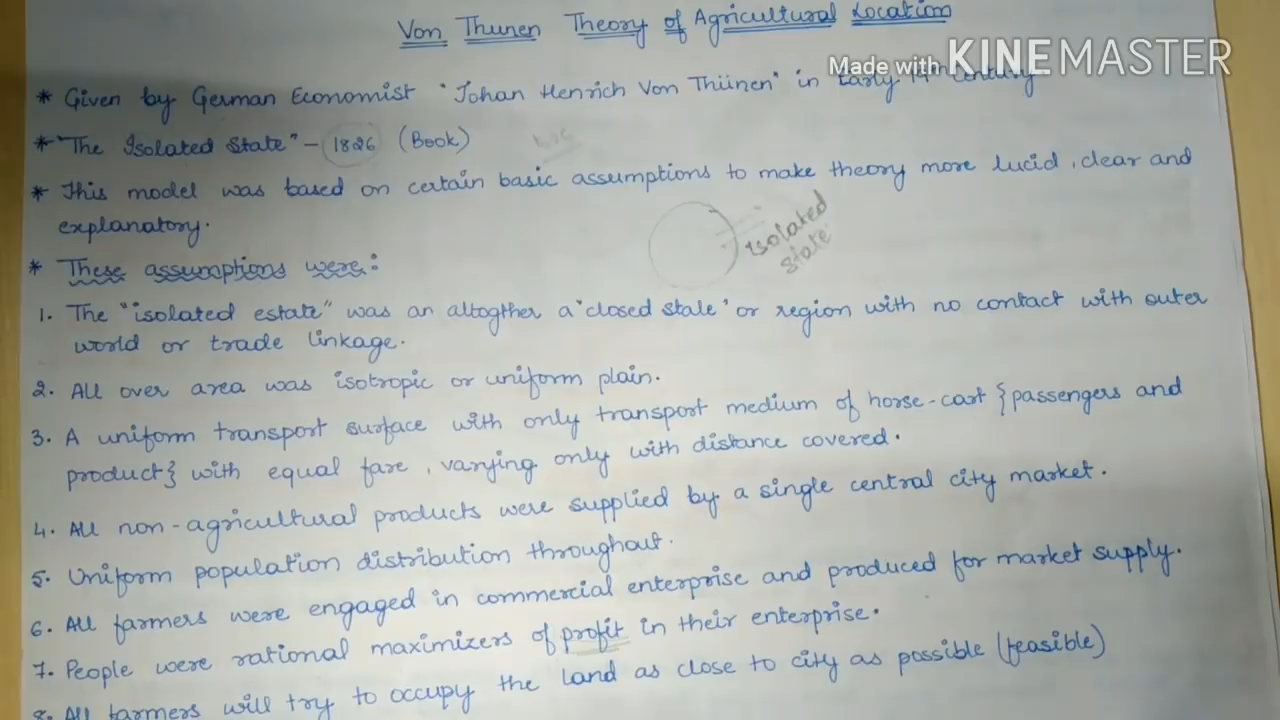 Von Thunen Theory of Agricultural Location
Made with KINEMASTER
* Given by German Economist "Johan Henrich Von Thünen" in Early 19th Century
* "The Isolated State" - 1826 (Book)
* This model was based on certain basic assumptions to make theory more lucid, clear and
explanatory.
Isolated
state
* These assumptions were:
1. The "isolated estate" was an altogther a 'closed state' or region with no contact with outer
world or trade linkage.
2. All over area was isotropic or uniform plain.
3. A uniform transport surface with only transport medium of horse-cart {passengers and
product} with equal fare, varying only with distance covered.
4. All non-agricultural products were supplied by a single central city market.
5. Uniform population distribution throughout.
6. All farmers were engaged in commercial enterprise and produced for market supply.
7. People were rational maximizers of profit in their enterprise.
8. All farmers will try to occupy the land as close to city as possible (feasible)